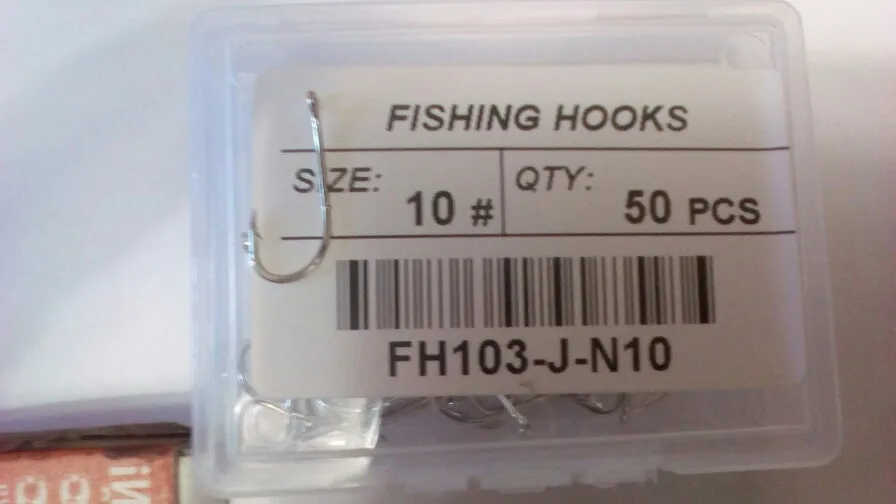 FISHING HOOKS
SIZE: 10 # QTY: 50 PCS
FH103-J-N10